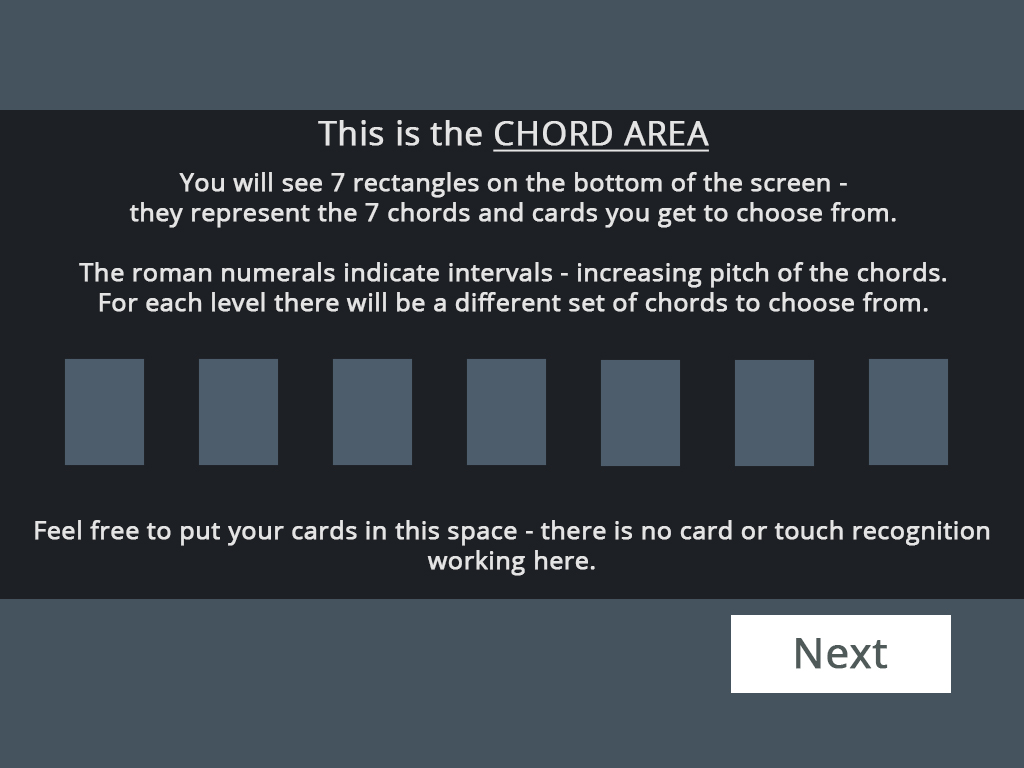 This is the CHORD AREA
You will see 7 rectangles on the bottom of the screen -
they represent the 7 chords and cards you get to choose from.
The roman numerals indicate intervals - increasing pitch of the chords.
For each level there will be a different set of chords to choose from.
Feel free to put your cards in this space - there is no card or touch recognition
working here.
Next